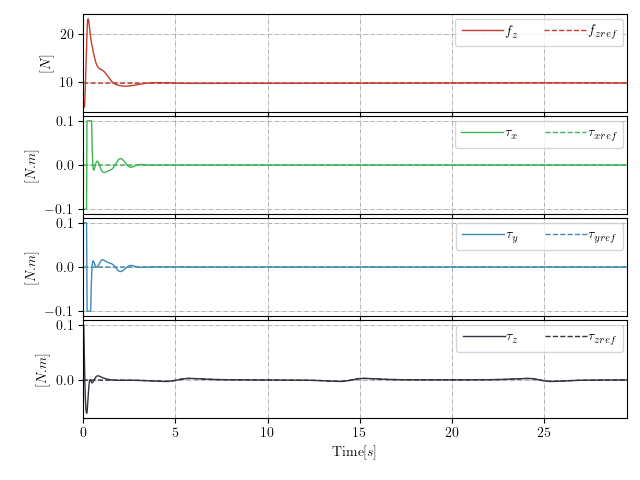 20
10
[N]
f_z
f_zref
0.1
0.0
−0.1
[N.m]
τ_x
τ_xref
0.1
0.0
−0.1
[N.m]
τ_y
τ_yref
0.1
0.0
[N.m]
τ_z
τ_zref
0 5 10 15 20 25
Time[s]